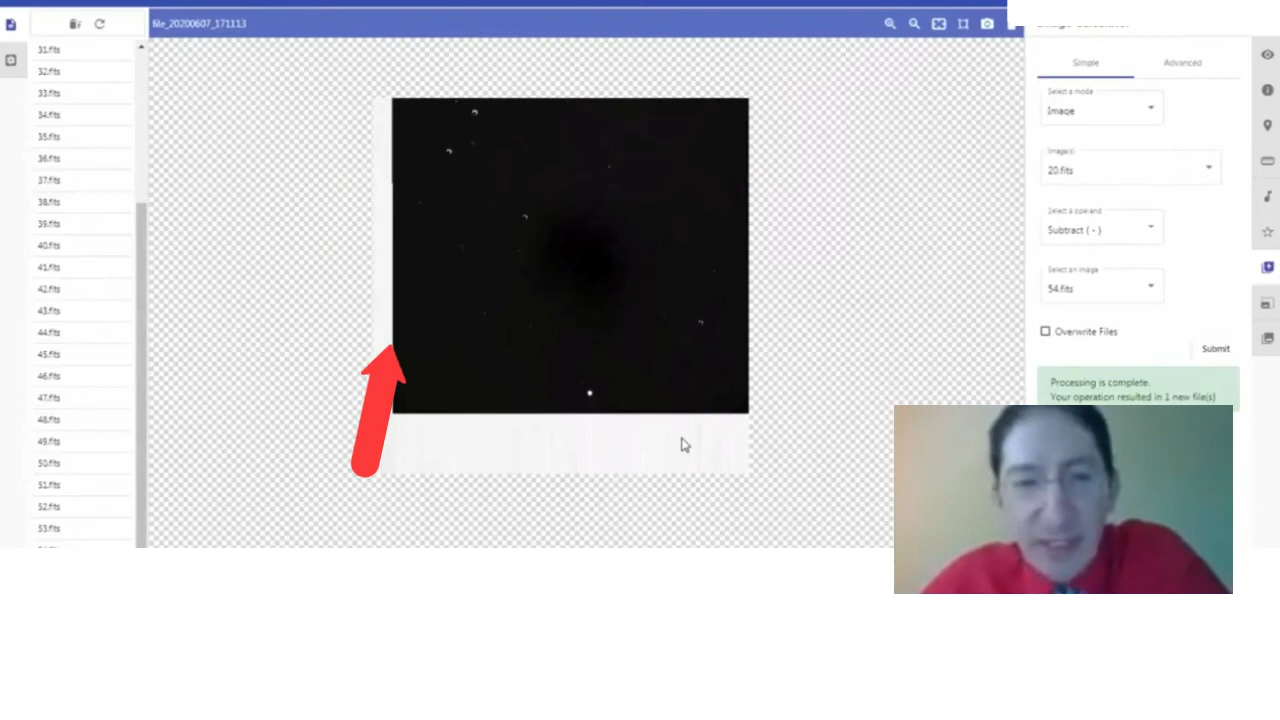 file_20200607_171113
31.fits
32.fits
33.fits
34.fits
35.fits
36.fits
37.fits
38.fits
39.fits
40.fits
41.fits
42.fits
43.fits
44.fits
45.fits
46.fits
47.fits
48.fits
49.fits
50.fits
51.fits
52.fits
53.fits
Simple
Advanced
Select a mode
Image
Image(s)
20.fits
Select a operand
Subtract ( - )
Select an image
54.fits
Overwrite Files
Submit
Processing is complete.
Your operation resulted in 1 new file(s)